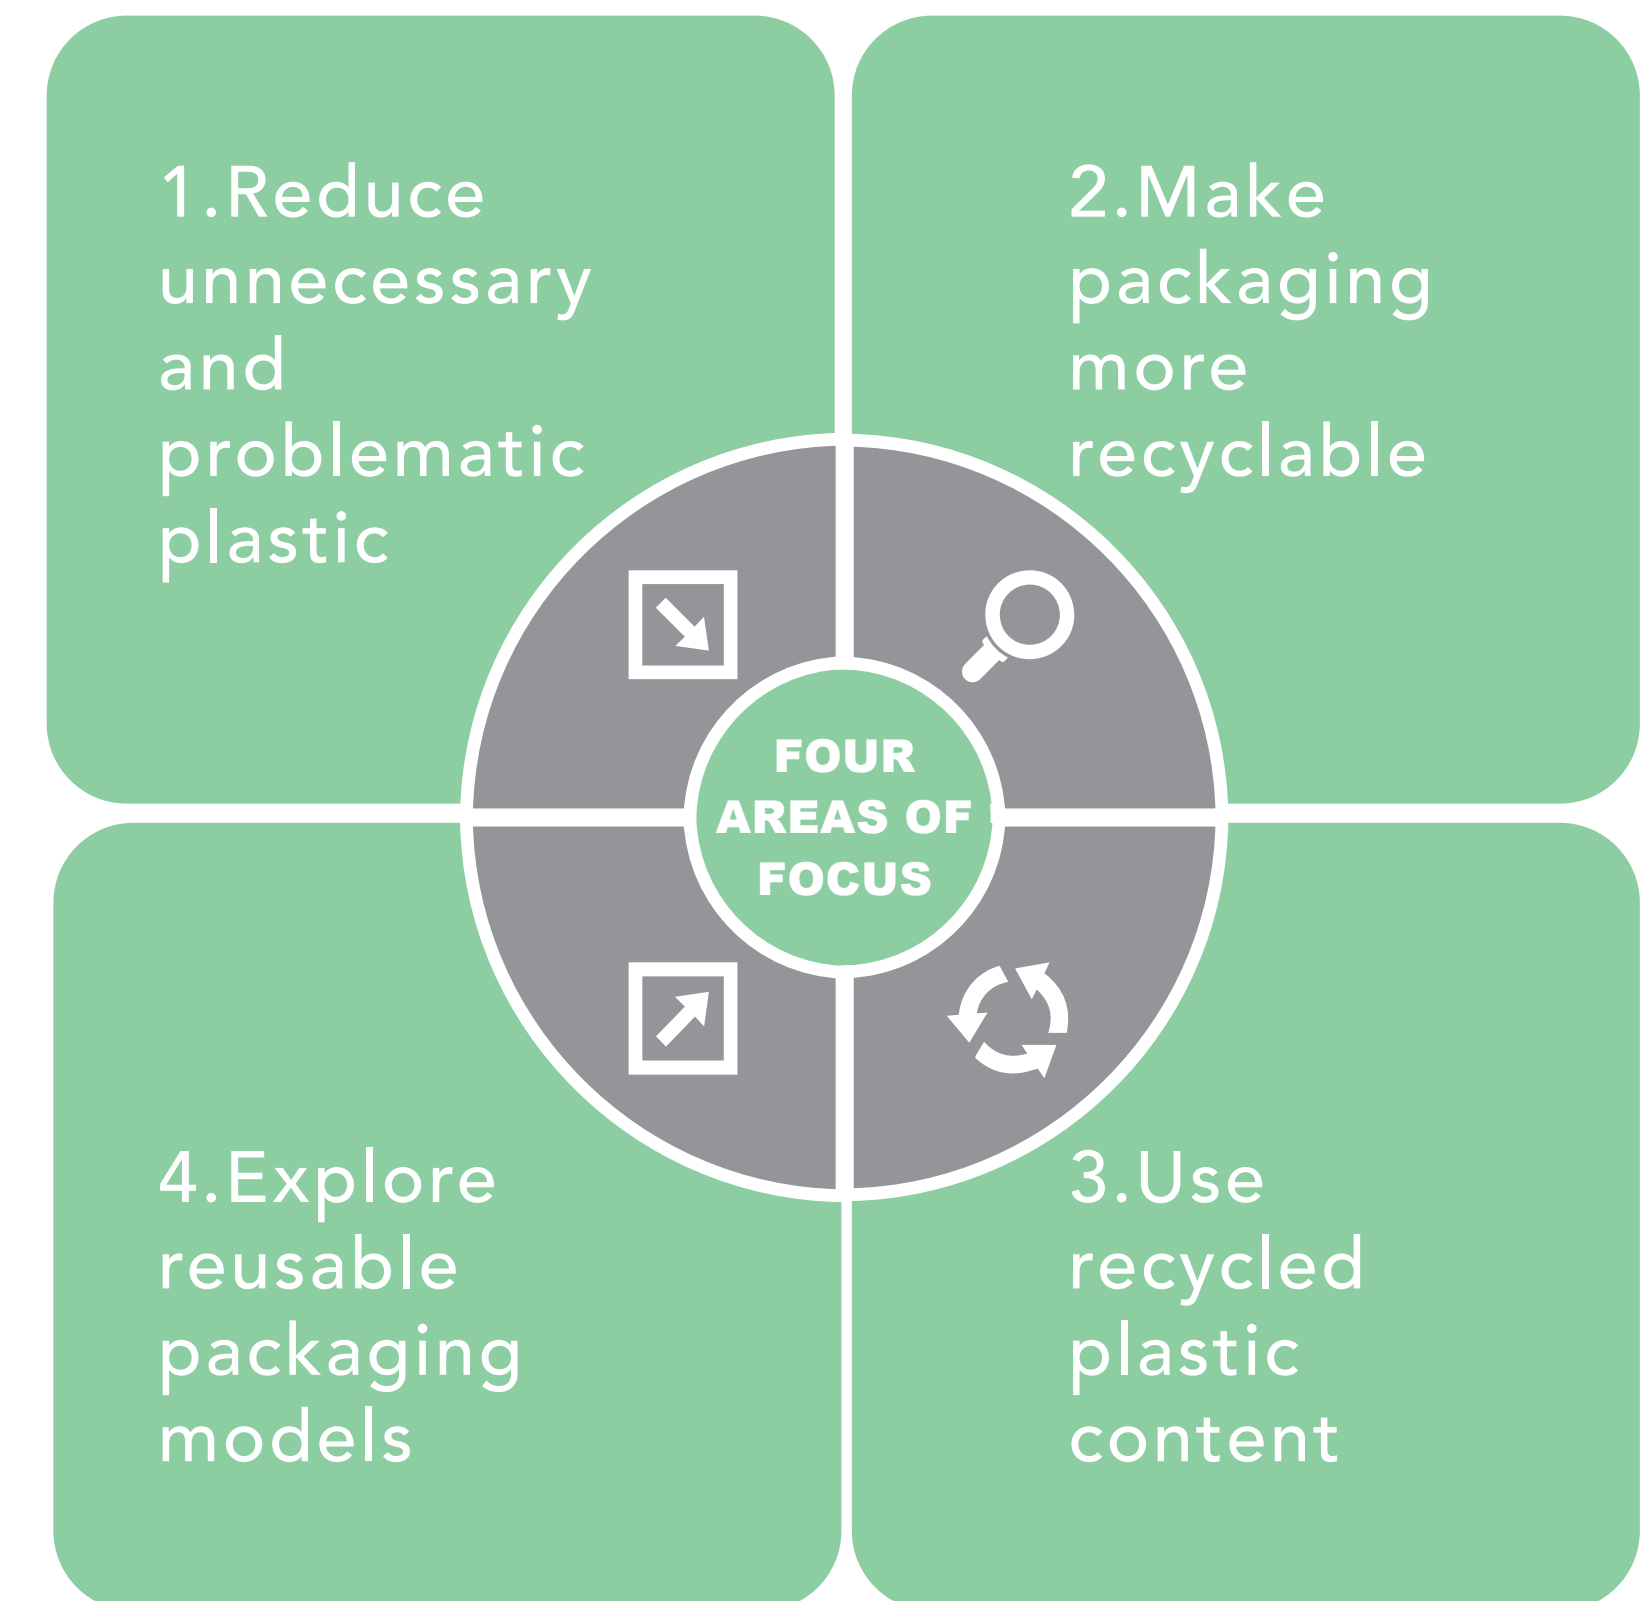 1.Reduce
unnecessary
and
problematic
plastic
2.Make
packaging
more
recyclable
FOUR
AREAS OF
FOCUS
4.Explore
reusable
packaging
models
3.Use
recycled
plastic
content